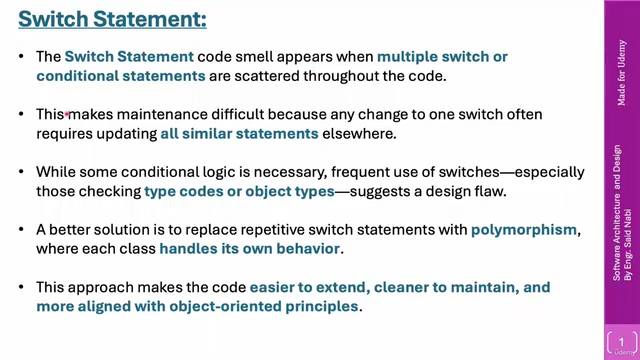 Switch Statement:
• The Switch Statement code smell appears when multiple switch or
conditional statements are scattered throughout the code.
• This makes maintenance difficult because any change to one switch often
requires updating all similar statements elsewhere.
• While some conditional logic is necessary, frequent use of switches—especially
those checking type codes or object types—suggests a design flaw.
• A better solution is to replace repetitive switch statements with polymorphism,
where each class handles its own behavior.
• This approach makes the code easier to extend, cleaner to maintain, and
more aligned with object-oriented principles.
Made for Udemy
Software Architecture and Design
By Engr. Said Nabi
1
Udemy